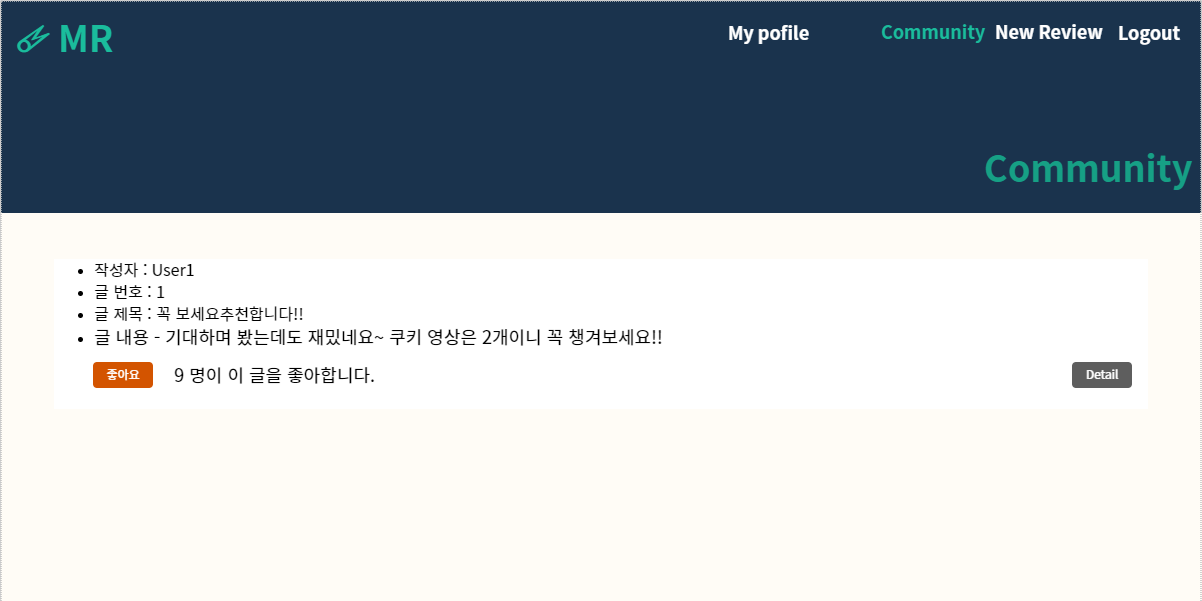 MR
My pofile
Community
New Review
Logout
Community
작성자 : User1
글 번호 : 1
글 제목 : 꼭 보세요추천합니다!!
글 내용 - 기대하며 봤는데도 재밌네요~ 쿠키 영상은 2개이니 꼭 챙겨보세요!!
좋아요
9 명이 이 글을 좋아합니다.
Detail